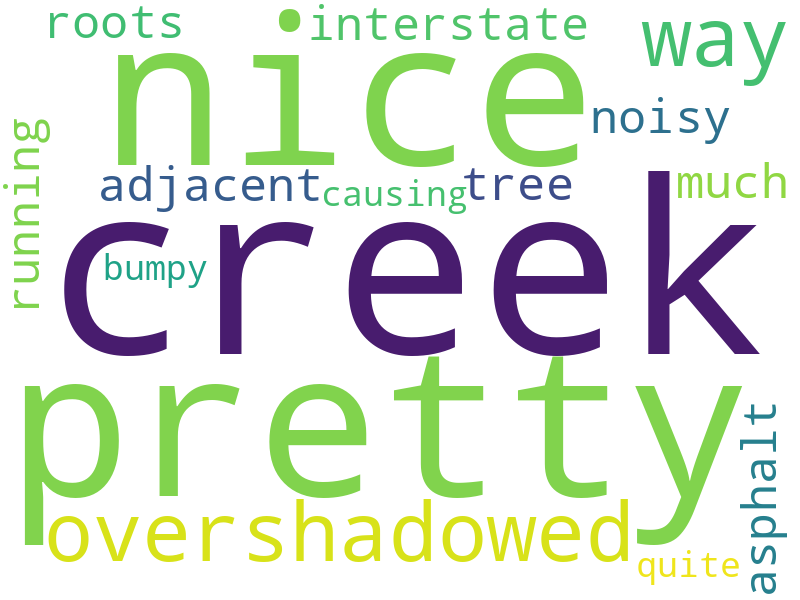 roots
interstate
way
nice
noisy
running
adjacent
causing
tree
much
creek
bumpy
pretty
asphalt
overshadowed
quite